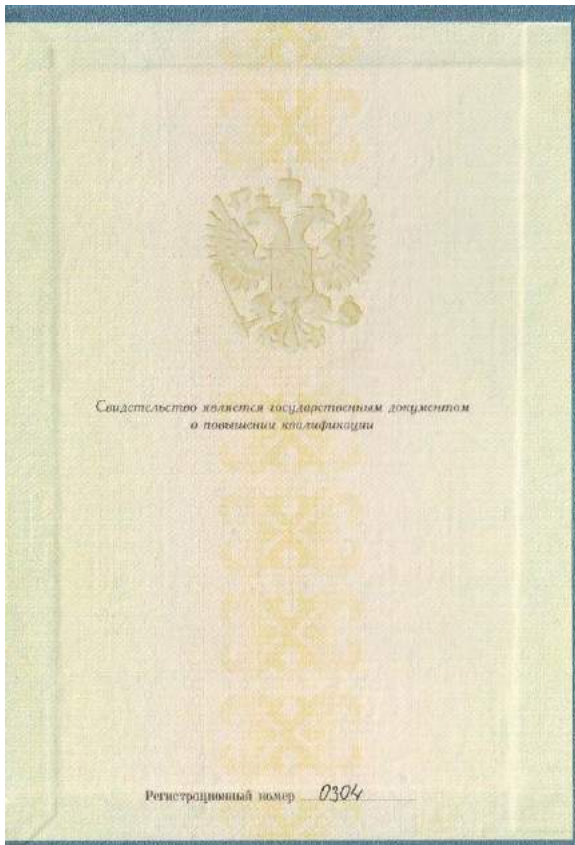 Свидетельство является государственным документом
о повышении квалификации
Регистрационный номер 0304